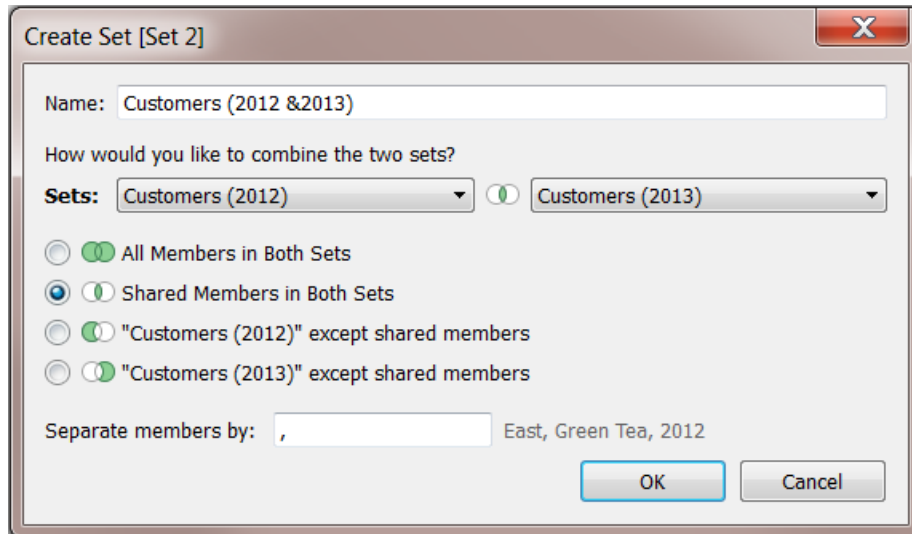 Create Set [Set 2]
Name: Customers (2012 &2013)
How would you like to combine the two sets?
Sets: Customers (2012) Customers (2013)
All Members in Both Sets
Shared Members in Both Sets
"Customers (2012)" except shared members
"Customers (2013)" except shared members
Separate members by: , East, Green Tea, 2012
OK Cancel